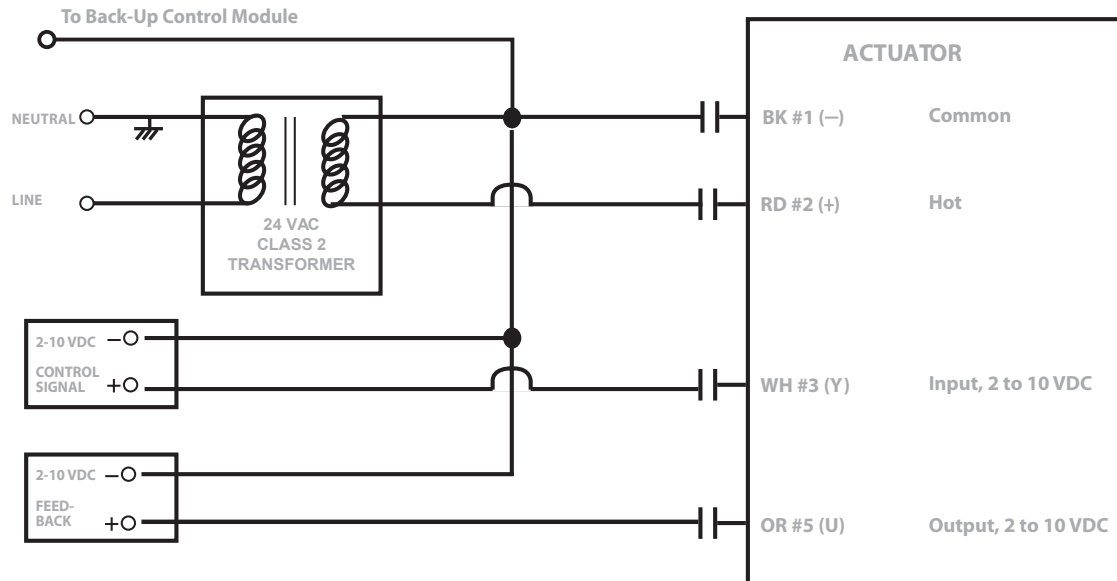 To Back-Up Control Module
ACTUATOR
NEUTRAL
BK #1 (—)
Common
LINE
RD #2 (+)
Hot
24 VAC
CLASS 2
TRANSFORMER
2-10 VDC —
CONTROL
SIGNAL +
WH #3 (Y)
Input, 2 to 10 VDC
2-10 VDC —
FEED-
BACK +
OR #5 (U)
Output, 2 to 10 VDC